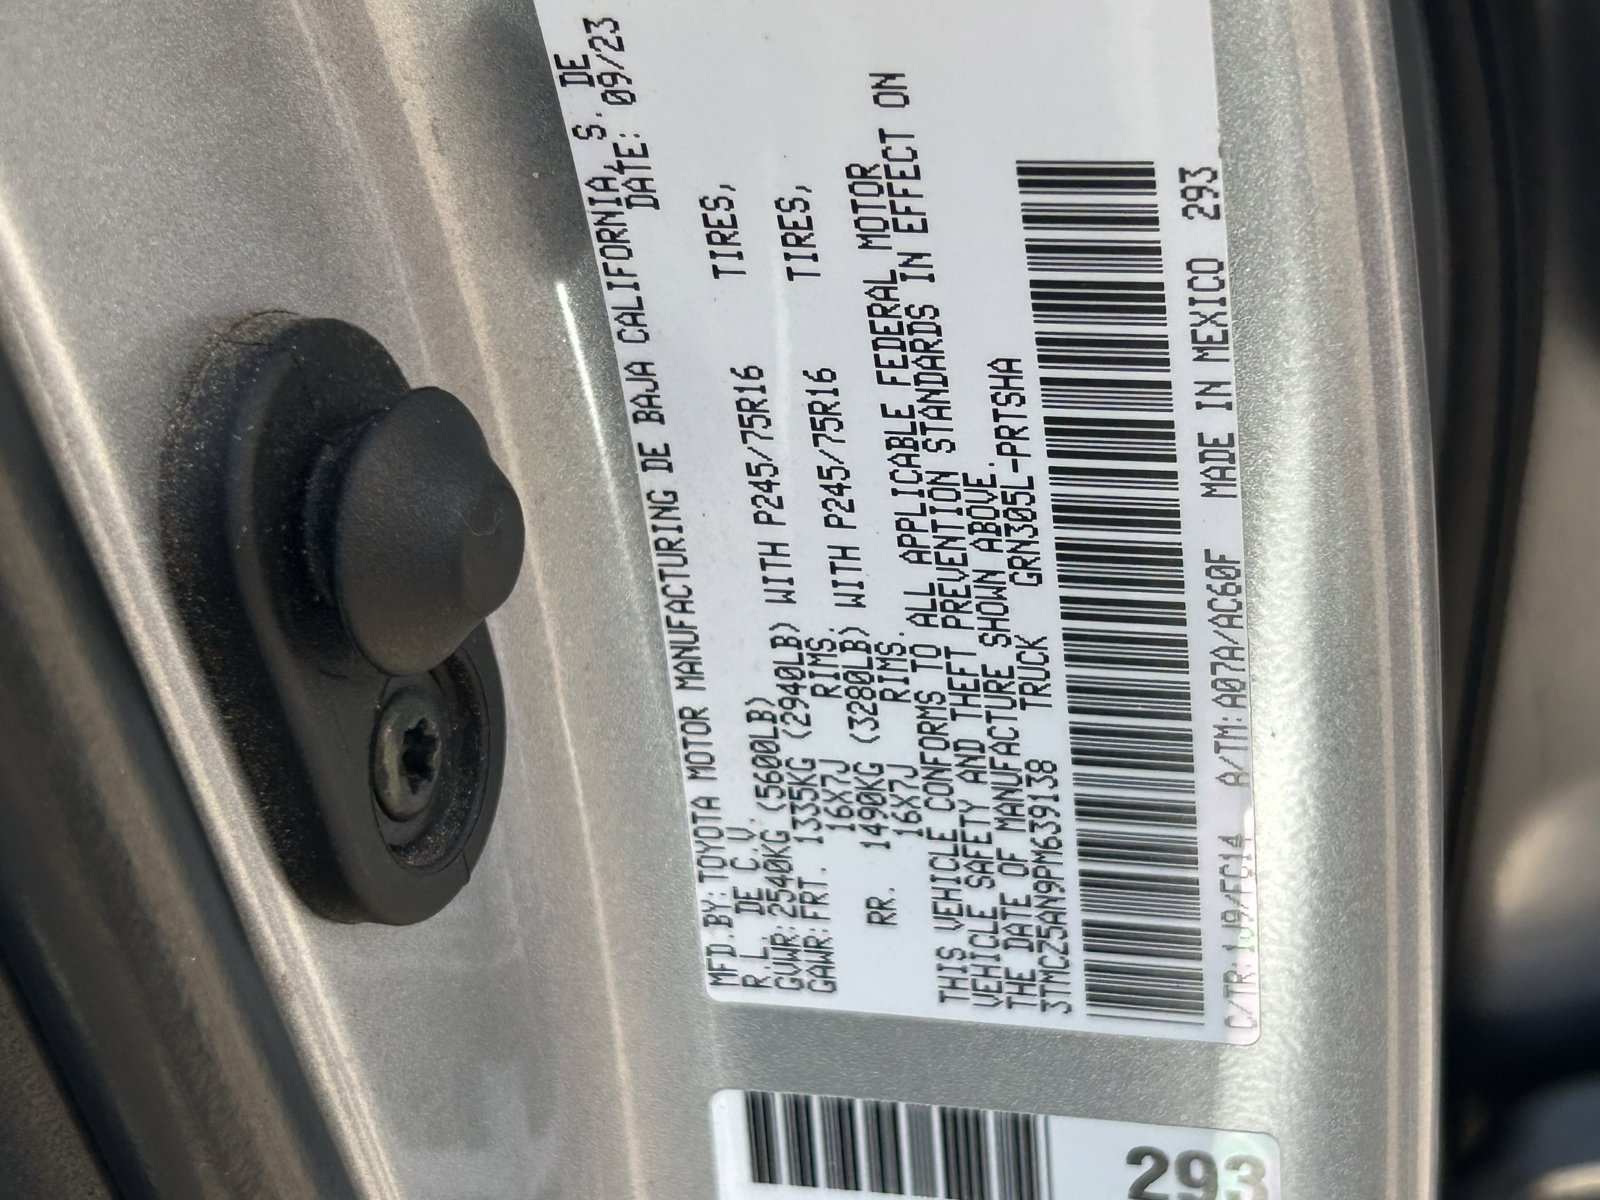 MFD.BY:TOYOTA MOTOR MANUFACTURING DE BAJA CALIFORNIA, S. DE
R.L. DE C.V. DATE: 09/23
GVWR:2540KG (5600LB)
GAWR:FRT. 1335KG (2940LB) WITH P245/75R16 TIRES,
16X7J RIMS.
RR. 1490KG (3280LB) WITH P245/75R16 TIRES,
16X7J RIMS.
THIS VEHICLE CONFORMS TO ALL APPLICABLE FEDERAL MOTOR
VEHICLE SAFETY AND THEFT PREVENTION STANDARDS IN EFFECT ON
THE DATE OF MANUFACTURE SHOWN ABOVE.
3TMCZ5AN9PM639138 TRUCK GRN305L-PRTSHA
C/TR: 1J9/FC14 A/TM: A07A/AC60F MADE IN MEXICO 293
293